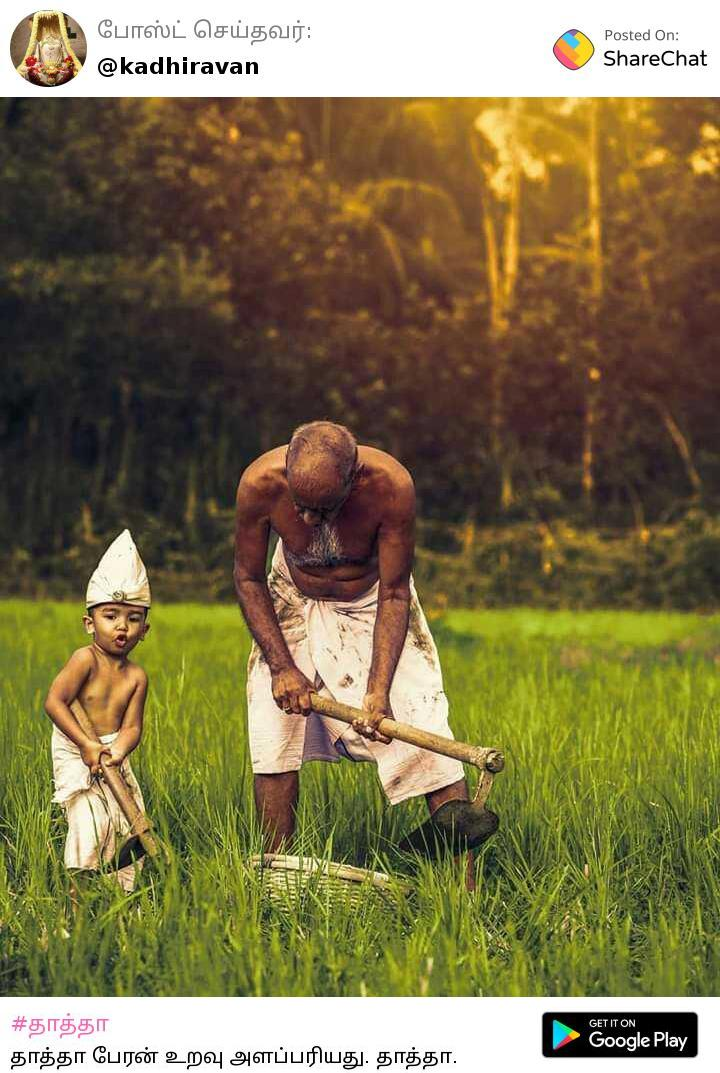 போஸ்ட் செய்தவர்:
@kadhiravan
Posted On:
ShareChat
#தாத்தா
தாத்தா பேரன் உறவு அளப்பரியது. தாத்தா.
GET IT ON
Google Play